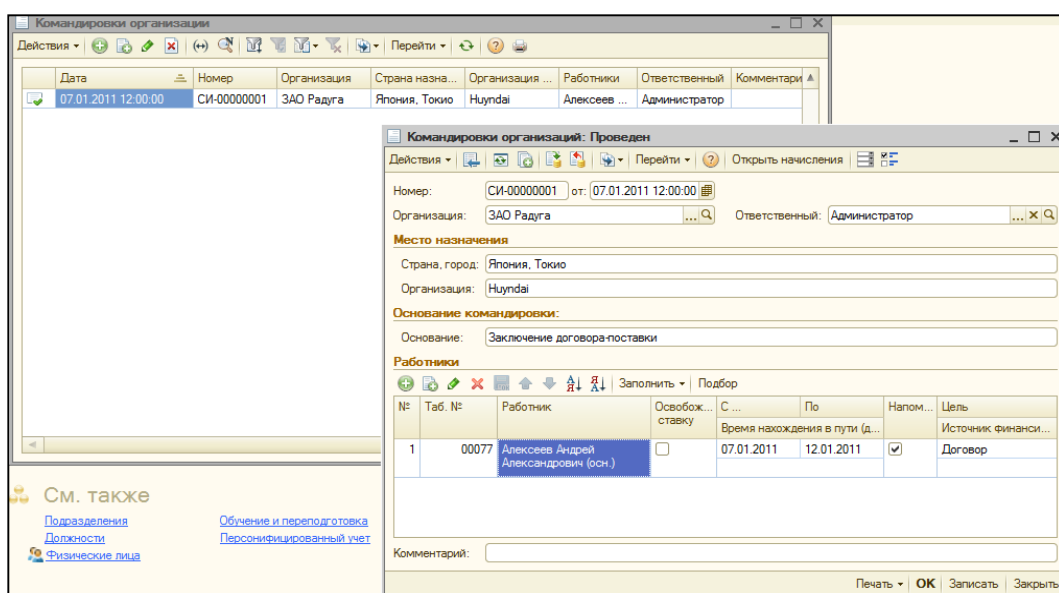 Командировки организации
Действия Перейти
Дата Номер Организация Страна назна... Организация ... Работники Ответственный Комментари
07.01.2011 12:00:00 СИ-00000001 ЗАО Радуга Япония, Токио Huyndai Алексеев ... Администратор
Командировки организаций: Проведен
Действия Перейти Открыть начисления
Номер: СИ-00000001 от: 07.01.2011 12:00:00
Организация: ЗАО Радуга ... Ответственный: Администратор ...
Место назначения
Страна, город: Япония, Токио
Организация: Huyndai
Основание командировки:
Основание: Заключение договора-поставки
Работники
Заполнить Подбор
№ Таб. № Работник Освобож... С ... По Напом... Цель
ставку Время нахождения в пути (д... Источник финанси...
1 00077 Алексеев Андрей 07.01.2011 12.01.2011 Договор
Александрович (осн.)
Комментарий:
Печать OK Записать Закрыть
См. также
Подразделения Обучение и переподготовка
Должности Персонифицированный учет
Физические лица